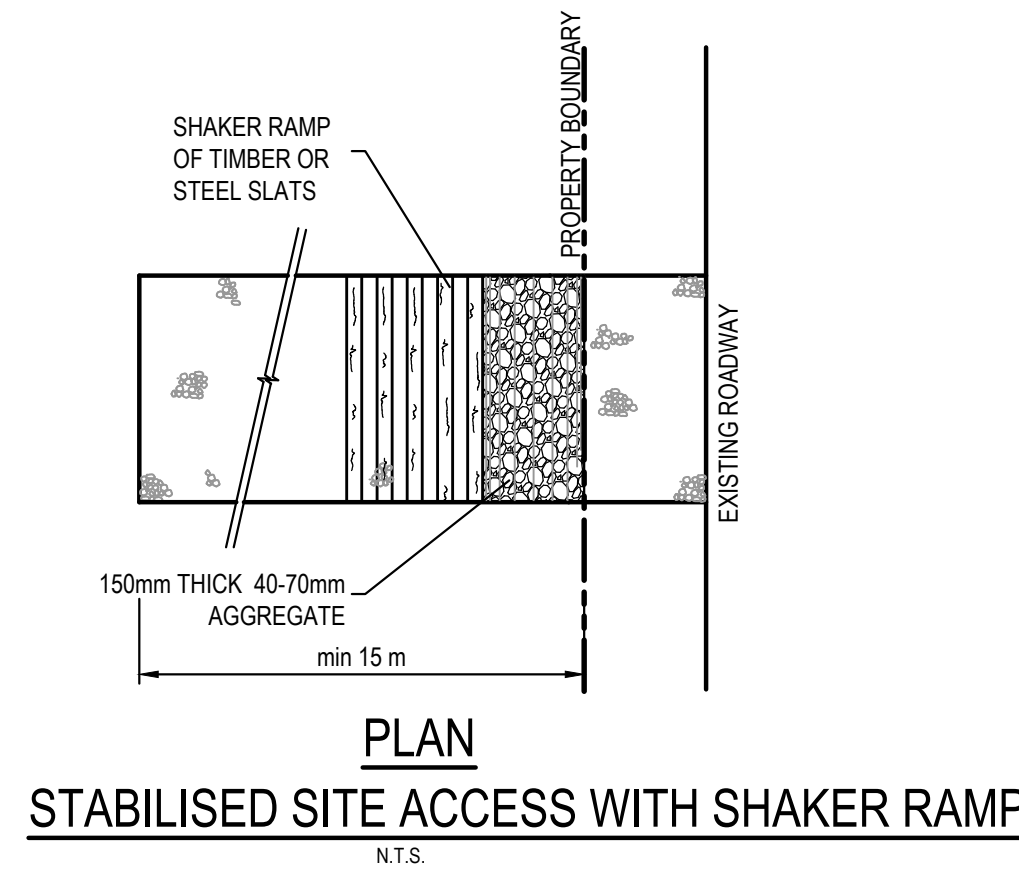 PROPERTY BOUNDARY
SHAKER RAMP
OF TIMBER OR
STEEL SLATS
EXISTING ROADWAY
150mm THICK 40-70mm
AGGREGATE
min 15 m
PLAN
STABILISED SITE ACCESS WITH SHAKER RAMP
N.T.S.